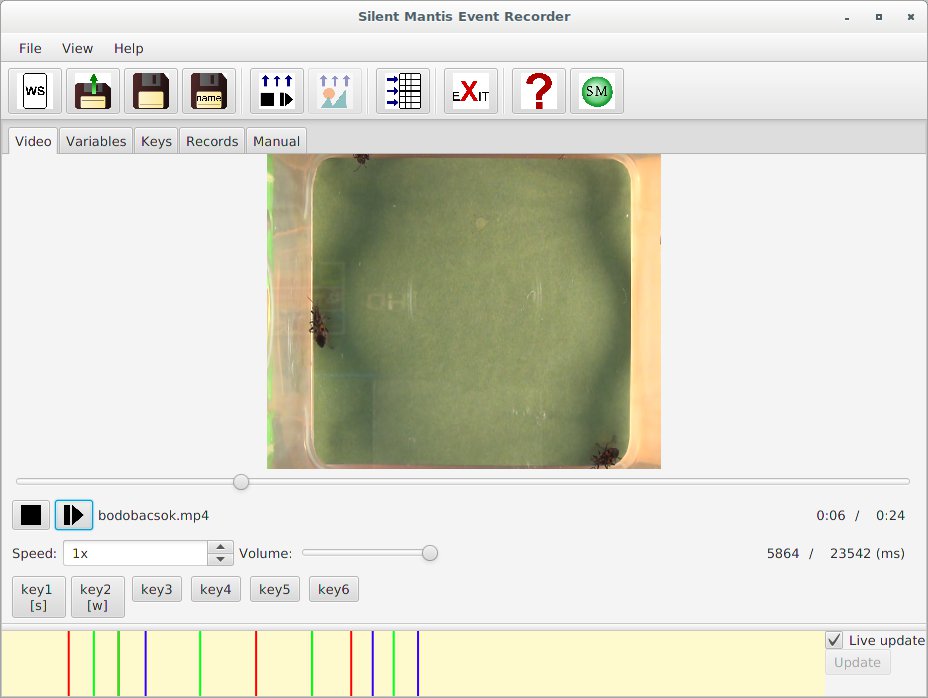 Silent Mantis Event Recorder
File View Help
WS name EXIT ? SM
Video Variables Keys Records Manual
bodobacsok.mp4 0:06 / 0:24
Speed: 1x Volume: 5864 / 23542 (ms)
key1 key2 key3 key4 key5 key6
[s] [w]
Live update
Update